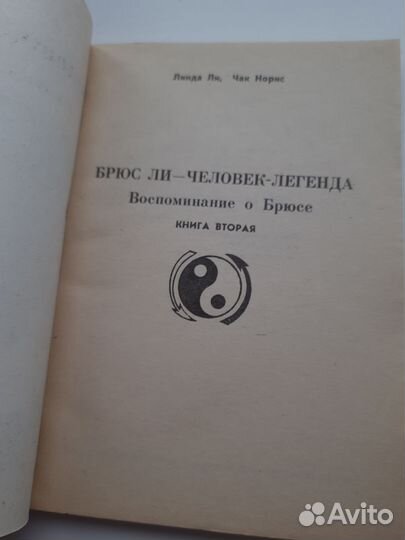 Линда Ли, Чак Норис
БРЮС ЛИ—ЧЕЛОВЕК-ЛЕГЕНДА
Воспоминание о Брюсе
КНИГА ВТОРАЯ
Avito